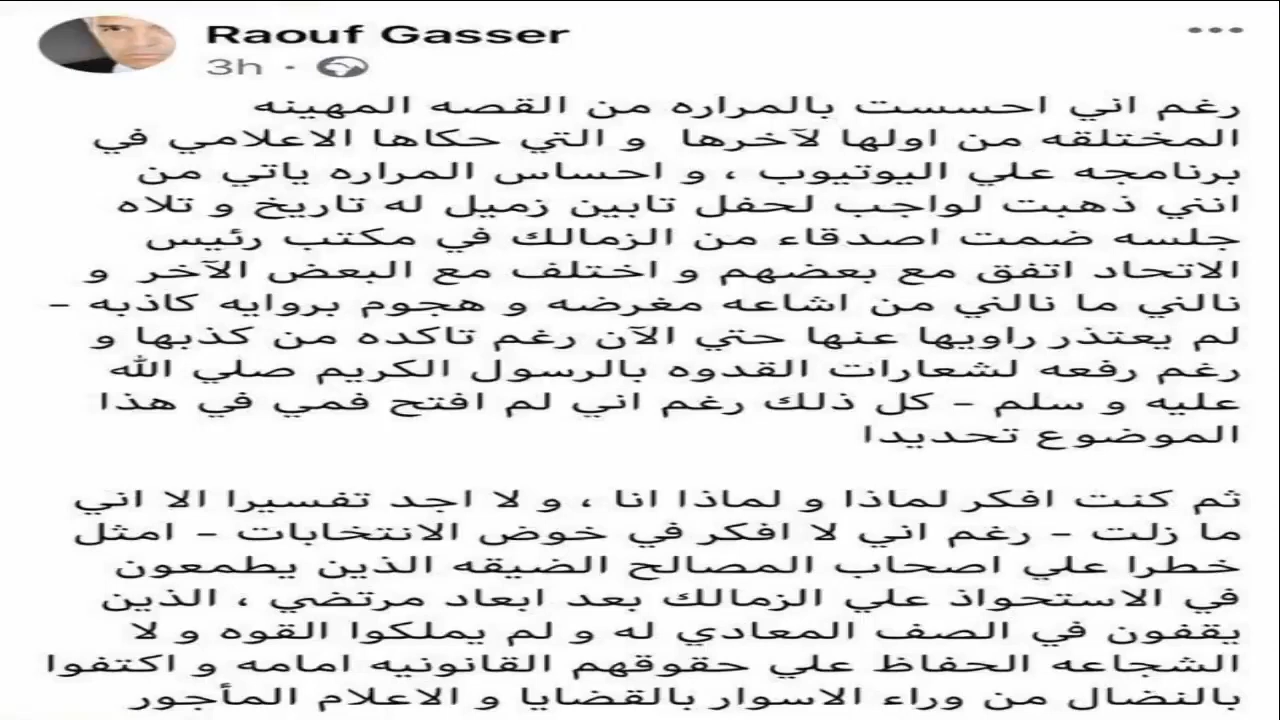 Raouf Gasser
3h ·
رغم اني احسست بالمراره من القصه المهينه
المختلقه من اولها لآخرها و التي حكاها الاعلامي في
برنامجه علي اليوتيوب ، و احساس المراره ياتي من
انني ذهبت لواجب لحفل تابين زميل له تاريخ و تلاه
جلسه ضمت اصدقاء من الزمالك في مكتب رئيس
الاتحاد اتفق مع بعضهم و اختلف مع البعض الآخر و
نالني ما نالني من اشاعه مغرضه و هجوم بروايه كاذبه -
لم يعتذر راويها عنها حتي الآن رغم تاكده من كذبها و
رغم رفعه لشعارات القدوه بالرسول الكريم صلي الله
عليه و سلم - كل ذلك رغم اني لم افتح فمي في هذا
الموضوع تحديدا
ثم كنت افكر لماذا و لماذا انا ، و لا اجد تفسيرا الا اني
ما زلت - رغم اني لا افكر في خوض الانتخابات - امثل
خطرا علي اصحاب المصالح الضيقه الذين يطمعون
في الاستحواذ علي الزمالك بعد ابعاد مرتضي ، الذين
يقفون في الصف المعادي له و لم يملكوا القوه و لا
الشجاعه الحفاظ علي حقوقهم القانونيه امامه و اكتفوا
بالنضال من وراء الاسوار بالقضايا و الاعلام المأجور